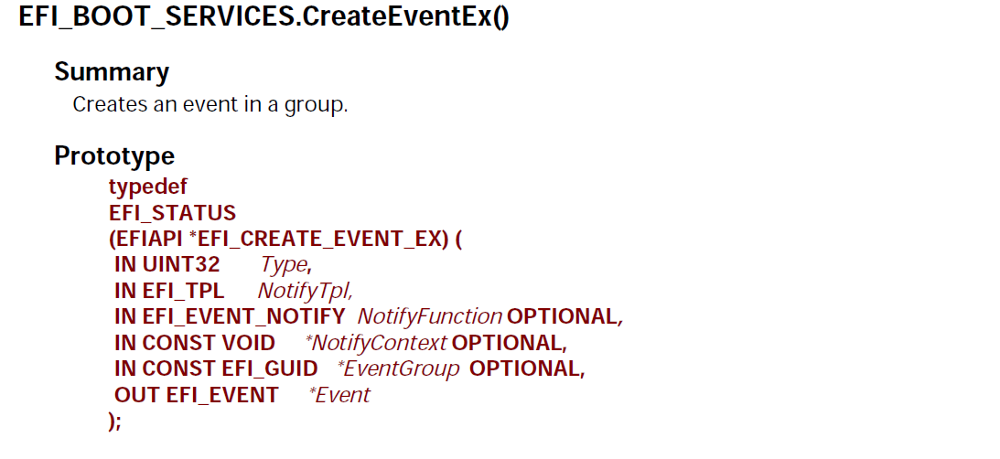 EFI_BOOT_SERVICES.CreateEventEx()
Summary
Creates an event in a group.
Prototype
typedef
EFI_STATUS
(EFIAPI *EFI_CREATE_EVENT_EX) (
IN UINT32 Type,
IN EFI_TPL NotifyTpl,
IN EFI_EVENT_NOTIFY NotifyFunction OPTIONAL,
IN CONST VOID *NotifyContext OPTIONAL,
IN CONST EFI_GUID *EventGroup OPTIONAL,
OUT EFI_EVENT *Event
);